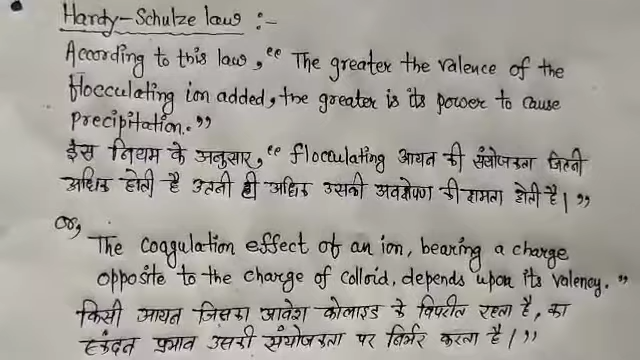 Hardy-Schulze law :-
According to this law, "The greater the valence of the
flocculating ion added, the greater is its power to cause
Precipitation."
इस नियम के अनुसार, "flocculating आयन की संयोजकता जितनी
अधिक होती है उतनी ही अधिक उसकी अवक्षेपण की क्षमता होती है।"
Or,
The coagulation effect of an ion, bearing a charge
opposite to the charge of colloid, depends upon its valency."
किसी आयन जिसका आवेश कोलाइड के विपरीत रहता है, का
स्कंदन प्रभाव उसकी संयोजकता पर निर्भर करता है।"